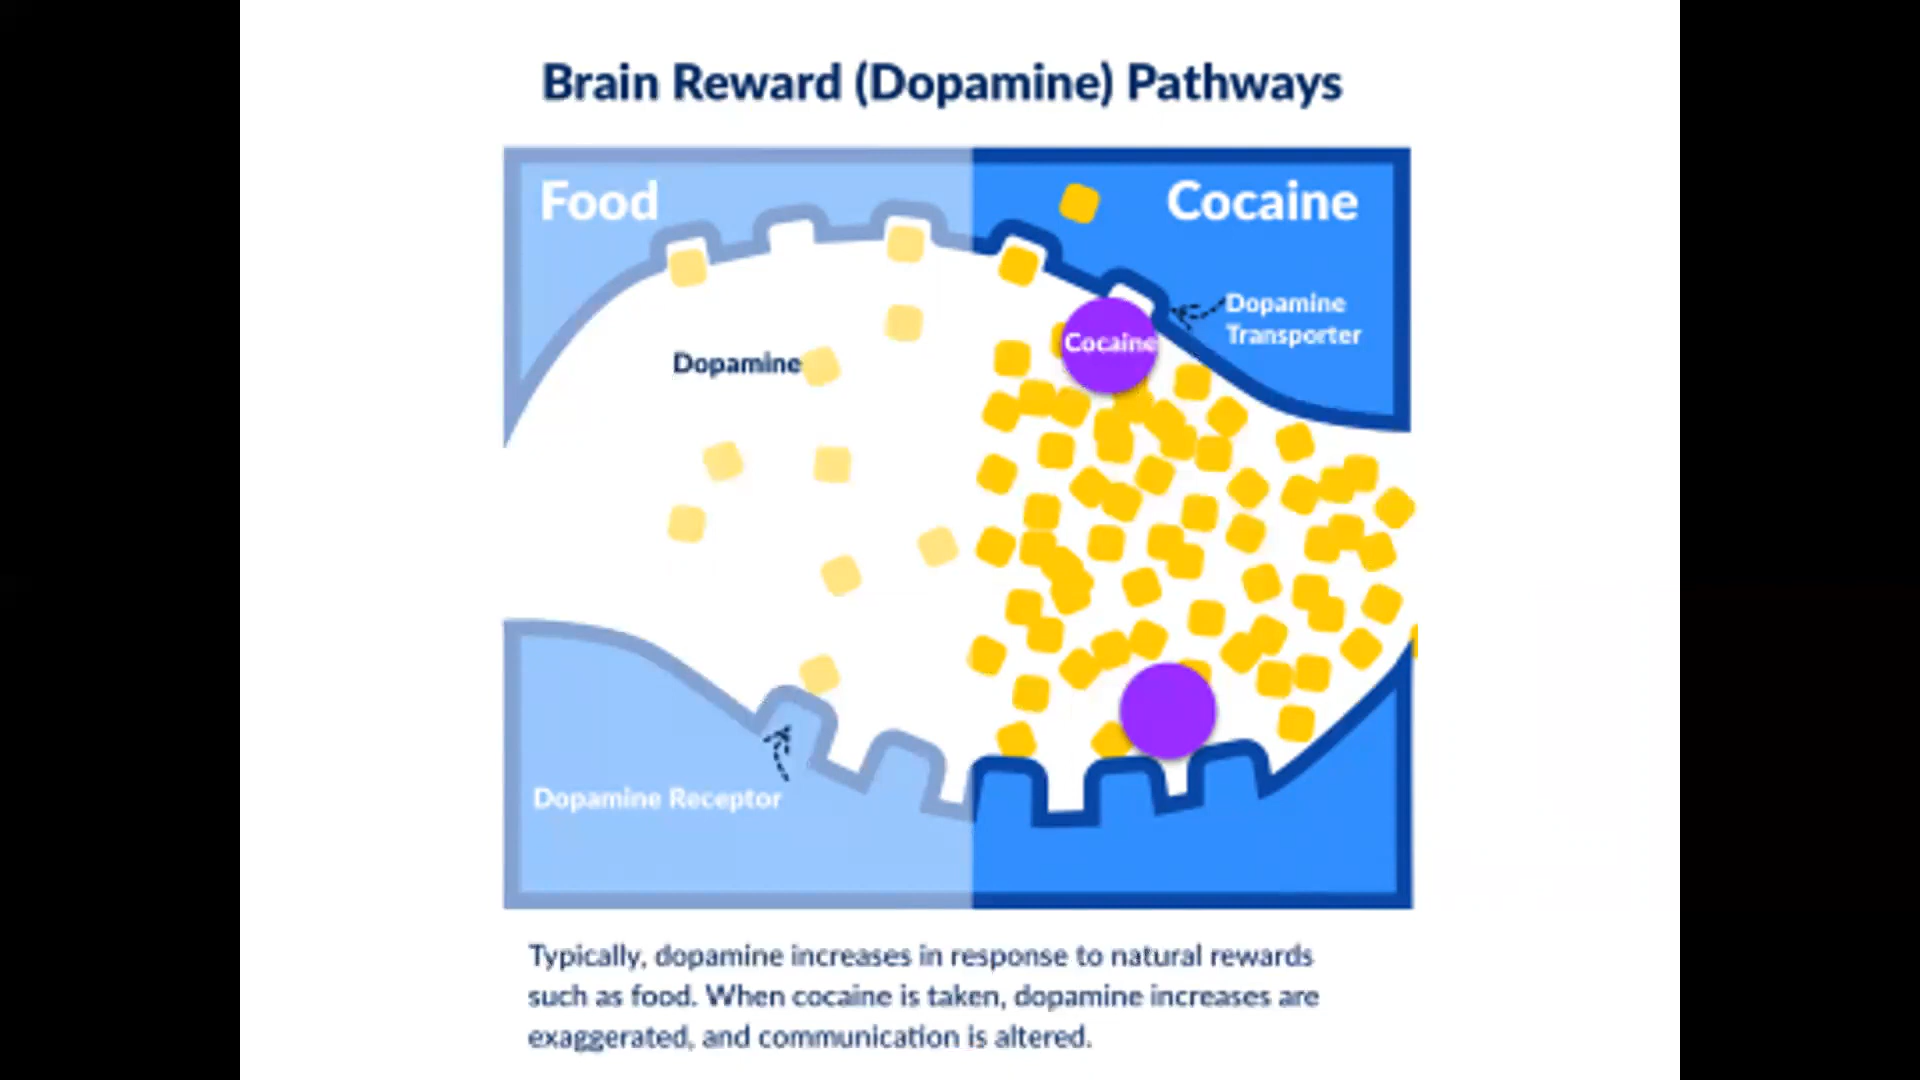 Brain Reward (Dopamine) Pathways
Food
Cocaine
Dopamine
Transporter
Cocaine
Dopamine
Dopamine Receptor
Typically, dopamine increases in response to natural rewards
such as food. When cocaine is taken, dopamine increases are
exaggerated, and communication is altered.